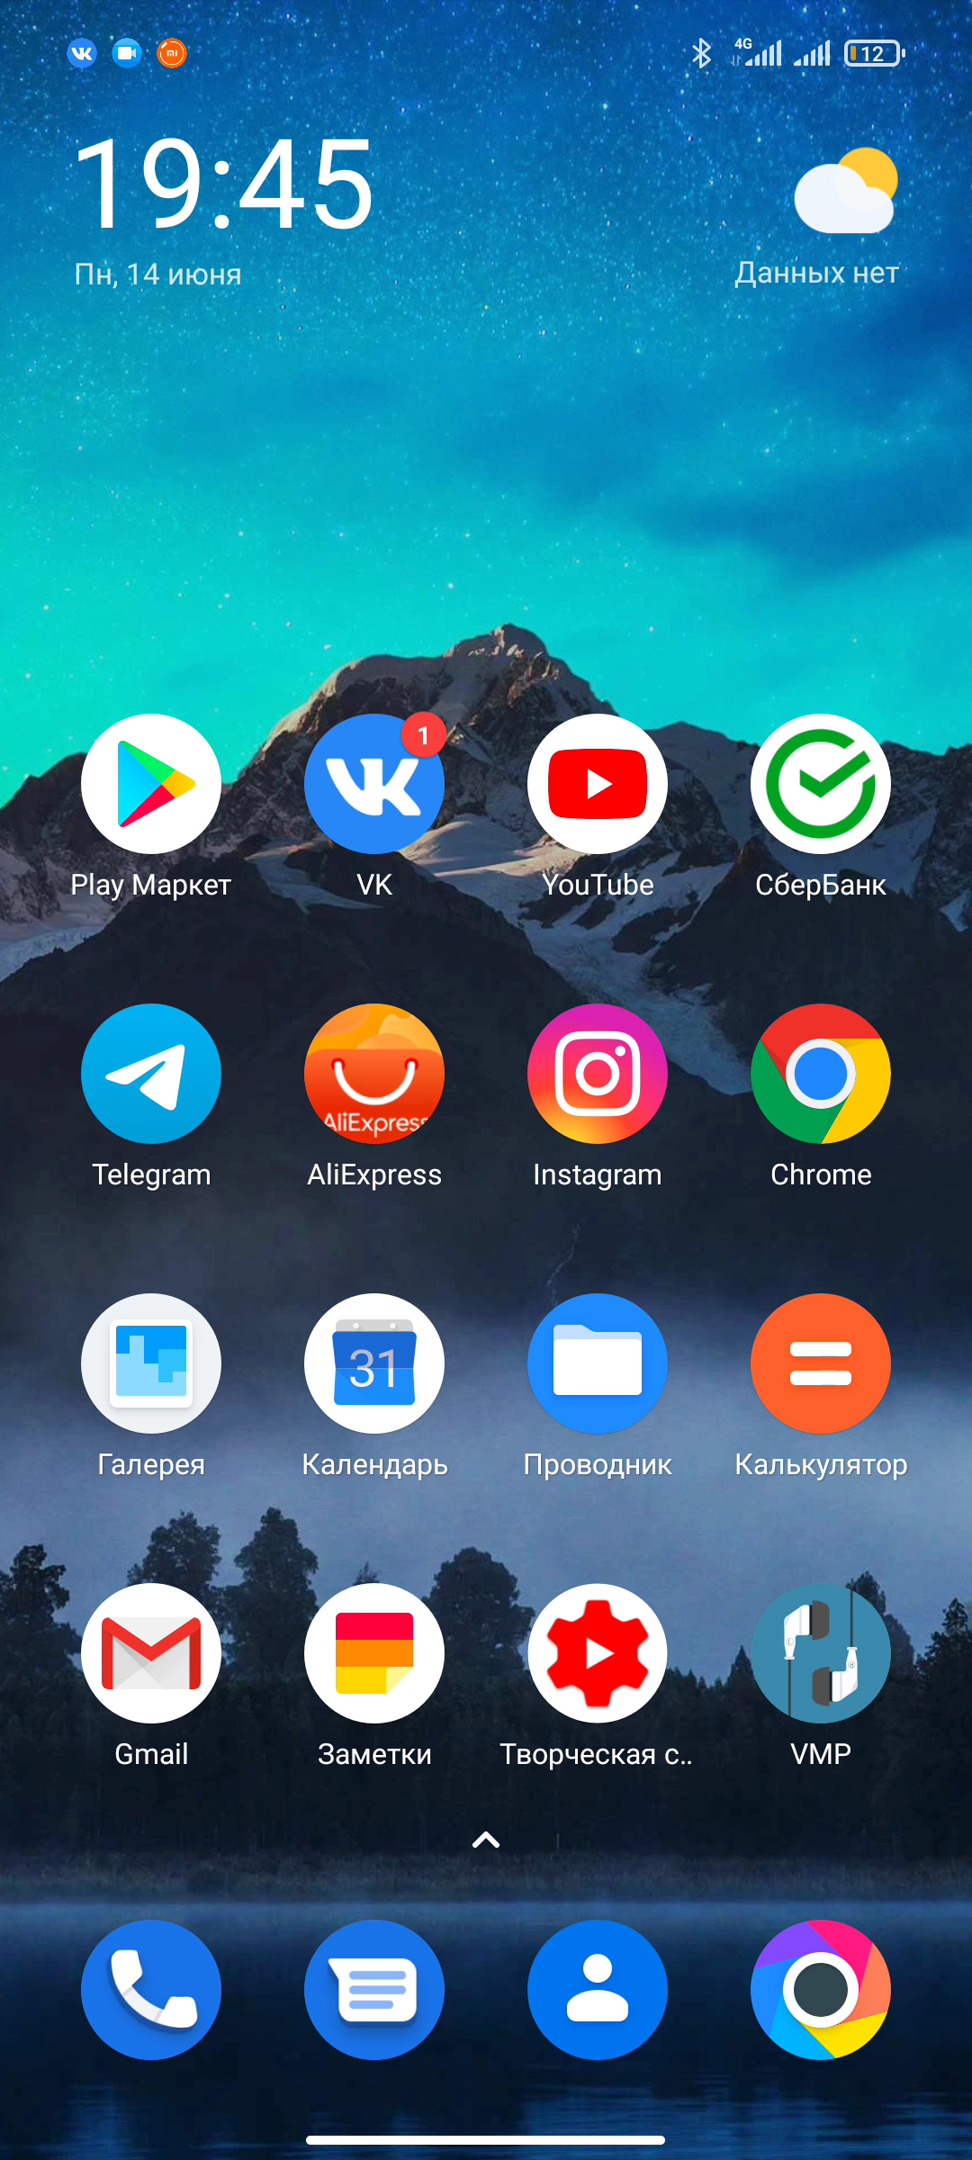 4G
12
19:45
Пн, 14 июня
Данных нет
1
Play Маркет
VK
YouTube
СберБанк
AliExpress
Telegram
AliExpress
Instagram
Chrome
31
Галерея
Календарь
Проводник
Калькулятор
Gmail
Заметки
Творческая с..
VMP